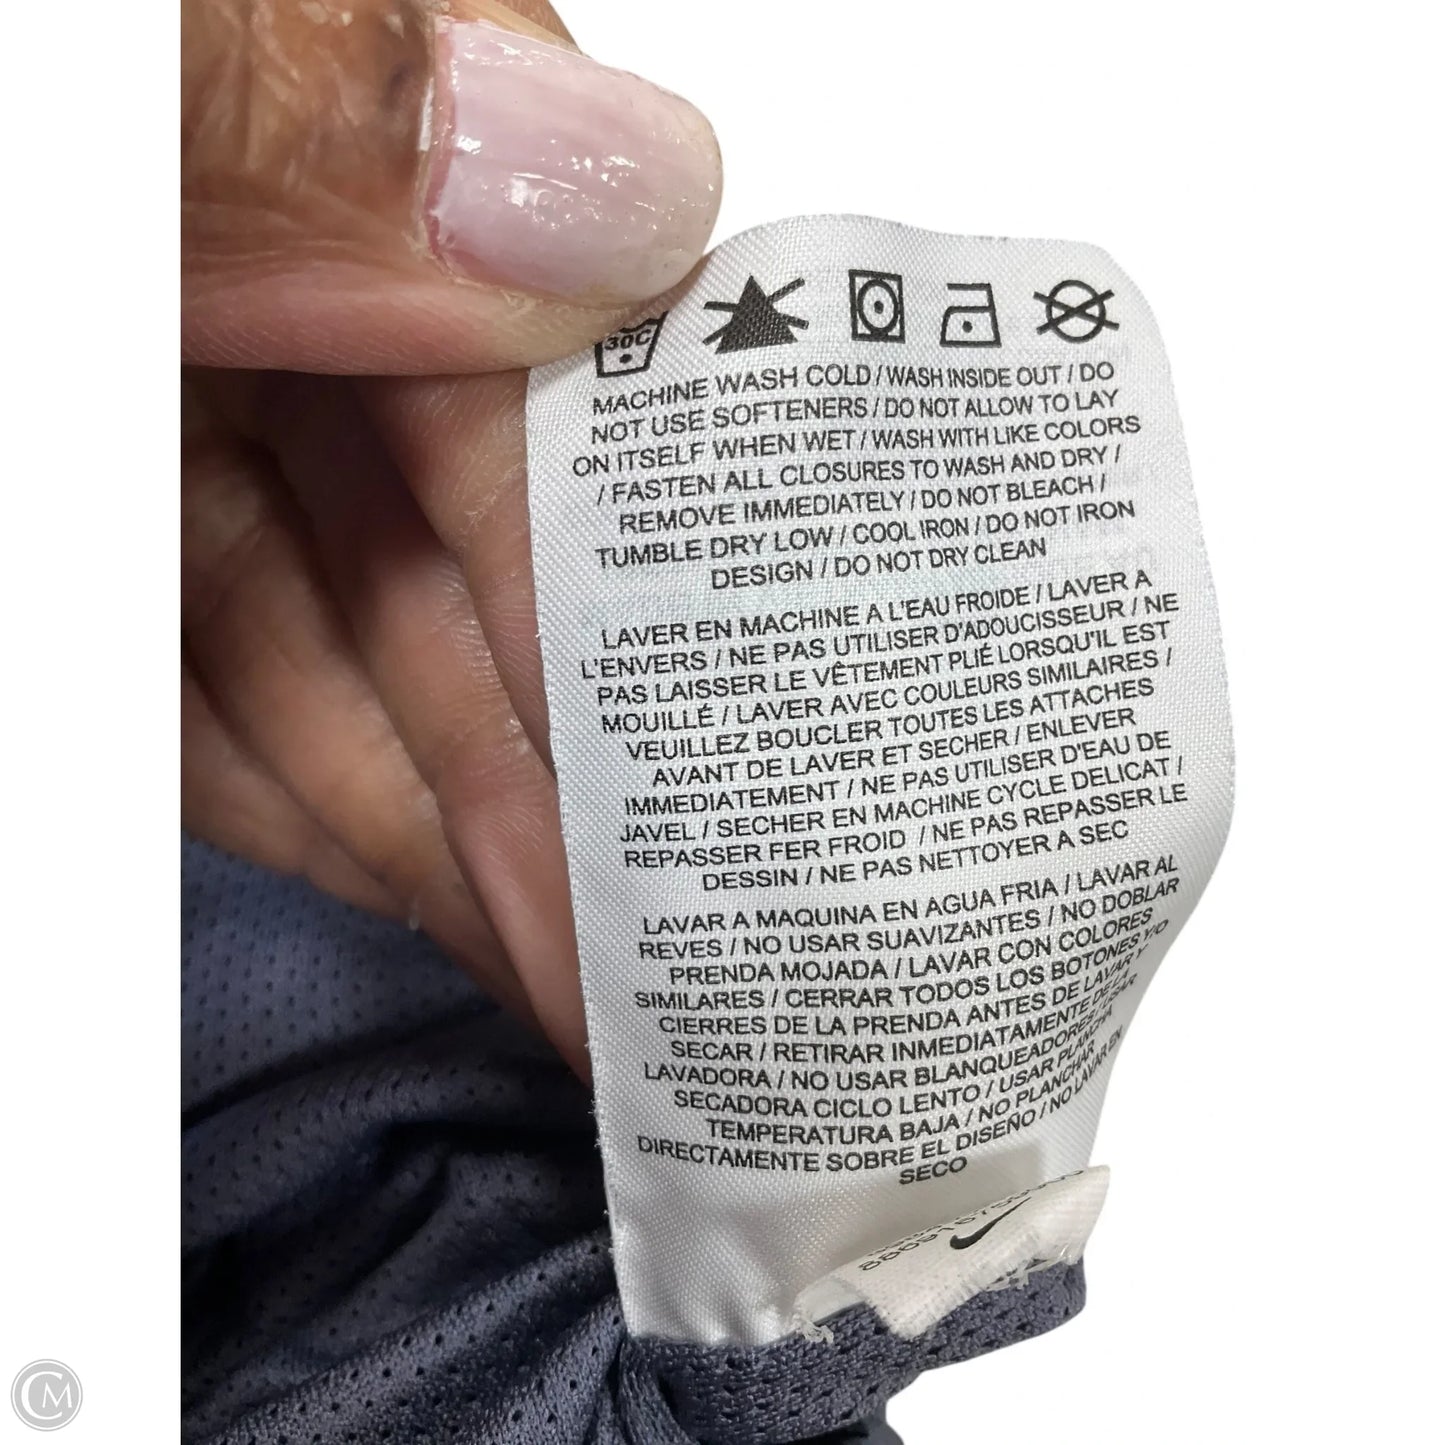 30C
MACHINE WASH COLD / WASH INSIDE OUT / DO
NOT USE SOFTENERS / DO NOT ALLOW TO LAY
ON ITSELF WHEN WET / WASH WITH LIKE COLORS
/ FASTEN ALL CLOSURES TO WASH AND DRY /
REMOVE IMMEDIATELY / DO NOT BLEACH /
TUMBLE DRY LOW / COOL IRON / DO NOT IRON
DESIGN / DO NOT DRY CLEAN
LAVER EN MACHINE A L'EAU FROIDE / LAVER A
L'ENVERS / NE PAS UTILISER D'ADOUCISSEUR / NE
PAS LAISSER LE VÊTEMENT PLIÉ LORSQU'IL EST
MOUILLÉ / LAVER AVEC COULEURS SIMILAIRES /
VEUILLEZ BOUCLER TOUTES LES ATTACHES
AVANT DE LAVER ET SECHER / ENLEVER
IMMEDIATEMENT / NE PAS UTILISER D'EAU DE
JAVEL / SECHER EN MACHINE CYCLE DELICAT /
REPASSER FER FROID / NE PAS REPASSER LE
DESSIN / NE PAS NETTOYER A SEC
LAVAR A MAQUINA EN AGUA FRIA / LAVAR AL
REVES / NO USAR SUAVIZANTES / NO DOBLAR
PRENDA MOJADA / LAVAR CON COLORES
SIMILARES / CERRAR TODOS LOS BOTONES Y/O
CIERRES DE LA PRENDA ANTES DE LAVAR Y
SECAR / RETIRAR INMEDIATAMENTE DE LA
LAVADORA / NO USAR BLANQUEADORES / USAR
SECADORA CICLO LENTO / USAR PLANCHA
TEMPERATURA BAJA / NO PLANCHAR
DIRECTAMENTE SOBRE EL DISEÑO / NO LAVAR EN
SECO
CM